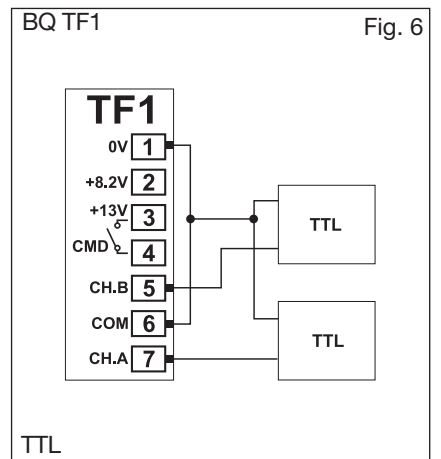 BQ TF1 Fig. 6
TF1
0V 1
+8.2V 2
+13V 3
CMD 4
CH.B 5
COM 6
CH.A 7
TTL
TTL
TTL